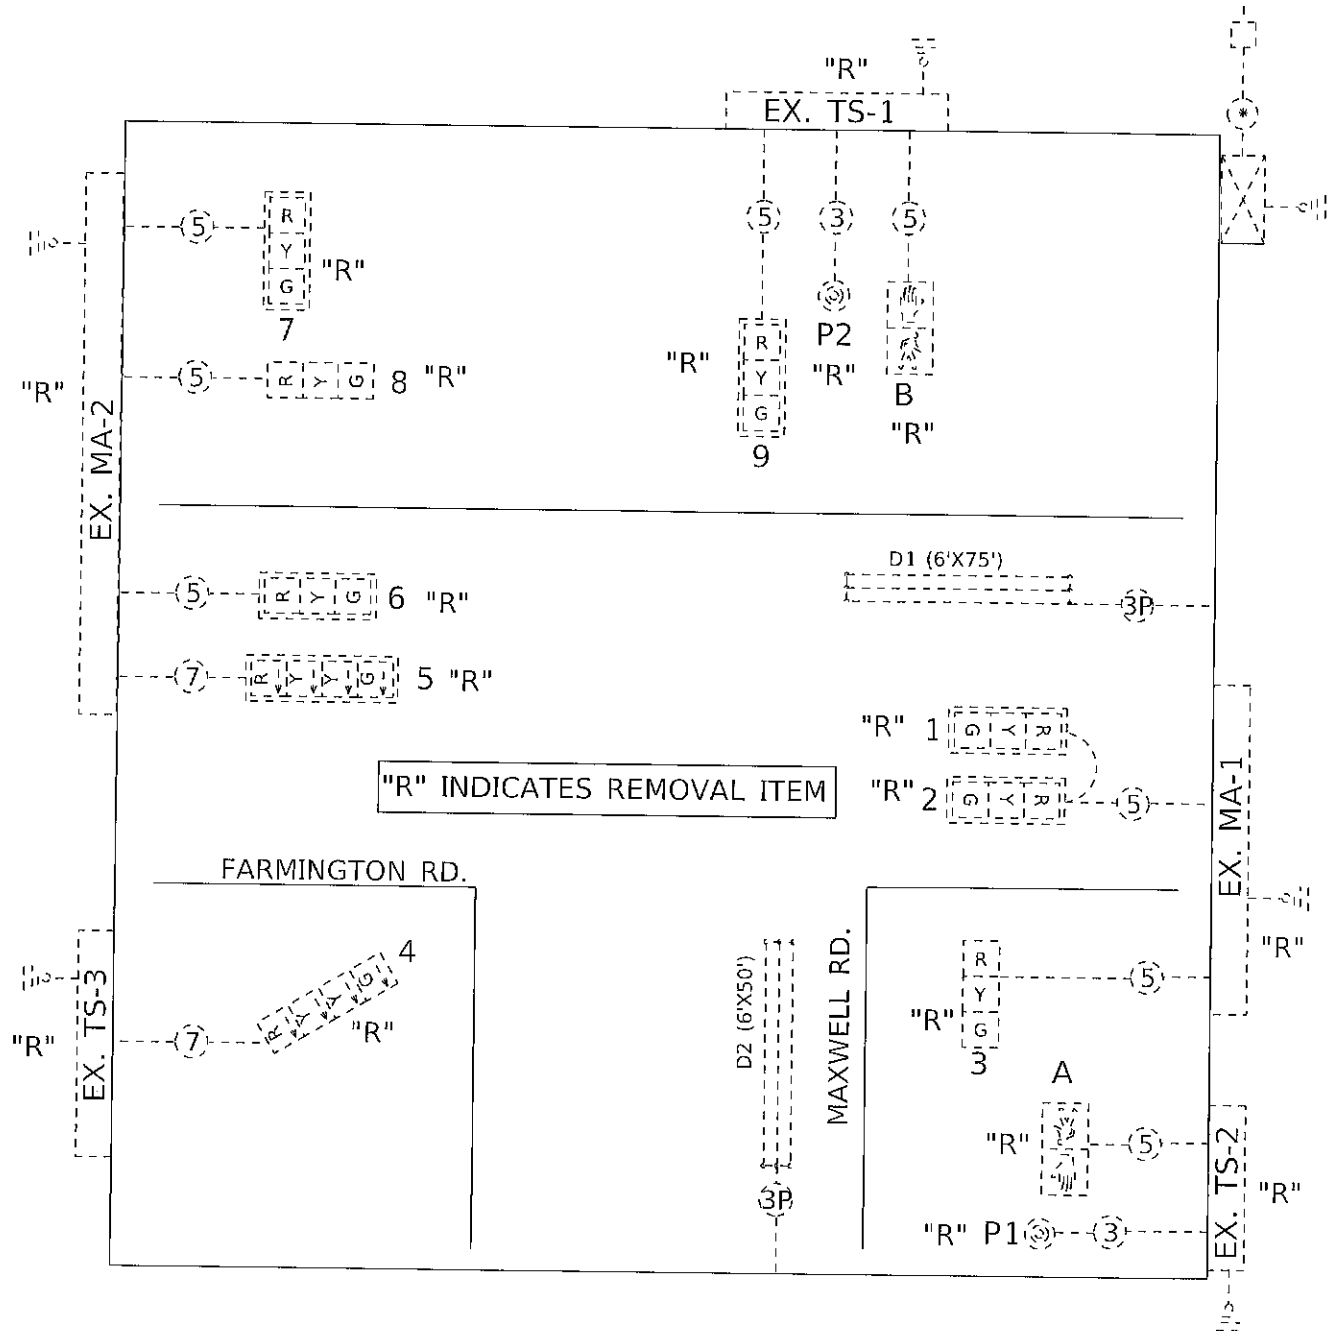 "R"
EX. TS-1
*
5
R
Y
G
"R"
7
5
3
5
R
Y
G
9
"R"
P2
"R"
B
"R"
"R"
EX. MA-2
5
R Y G
8 "R"
5
R Y G
6 "R"
7
R Y Y G
5 "R"
D1 (6'X75')
3P
"R" 1
G Y R
"R" 2
G Y R
5
EX. MA-1
"R"
"R" INDICATES REMOVAL ITEM
FARMINGTON RD.
MAXWELL RD.
EX. TS-3
"R"
7
R Y Y G
4
"R"
D2 (6'X50')
3P
R
Y
G
"R"
3
5
A
"R"
5
EX. TS-2
"R"
"R" P1
3